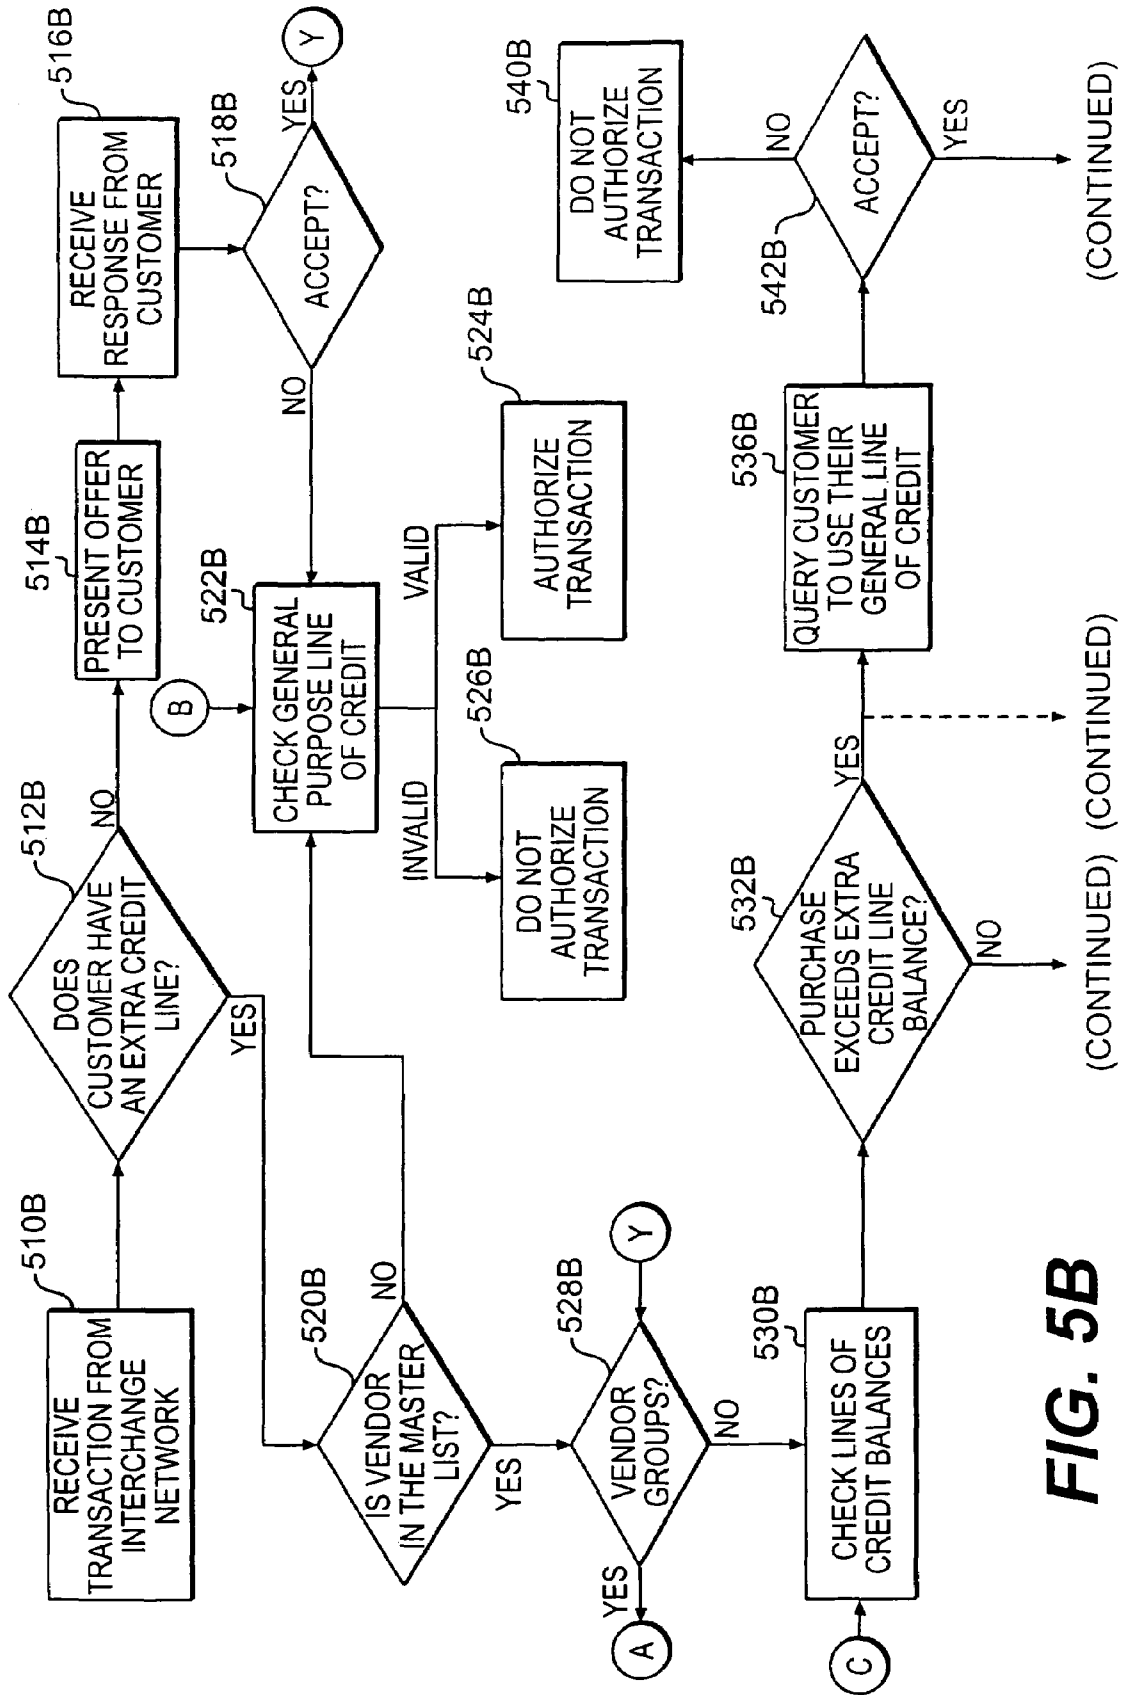 510B
RECEIVE
TRANSACTION FROM
INTERCHANGE
NETWORK
512B
DOES
CUSTOMER HAVE
AN EXTRA CREDIT
LINE?
NO
YES
514B
PRESENT OFFER
TO CUSTOMER
516B
RECEIVE
RESPONSE FROM
CUSTOMER
518B
ACCEPT?
YES
Y
NO
520B
IS VENDOR
IN THE MASTER
LIST?
NO
YES
B
522B
CHECK GENERAL
PURPOSE LINE
OF CREDIT
INVALID
VALID
524B
AUTHORIZE
TRANSACTION
526B
DO NOT
AUTHORIZE
TRANSACTION
528B
VENDOR
GROUPS?
Y
YES
A
NO
530B
CHECK LINES OF
CREDIT BALANCES
C
532B
PURCHASE
EXCEEDS EXTRA
CREDIT LINE
BALANCE?
YES
NO
536B
QUERY CUSTOMER
TO USE THEIR
GENERAL LINE
OF CREDIT
542B
ACCEPT?
NO
YES
540B
DO NOT
AUTHORIZE
TRANSACTION
(CONTINUED)
(CONTINUED)
(CONTINUED)
FIG. 5B